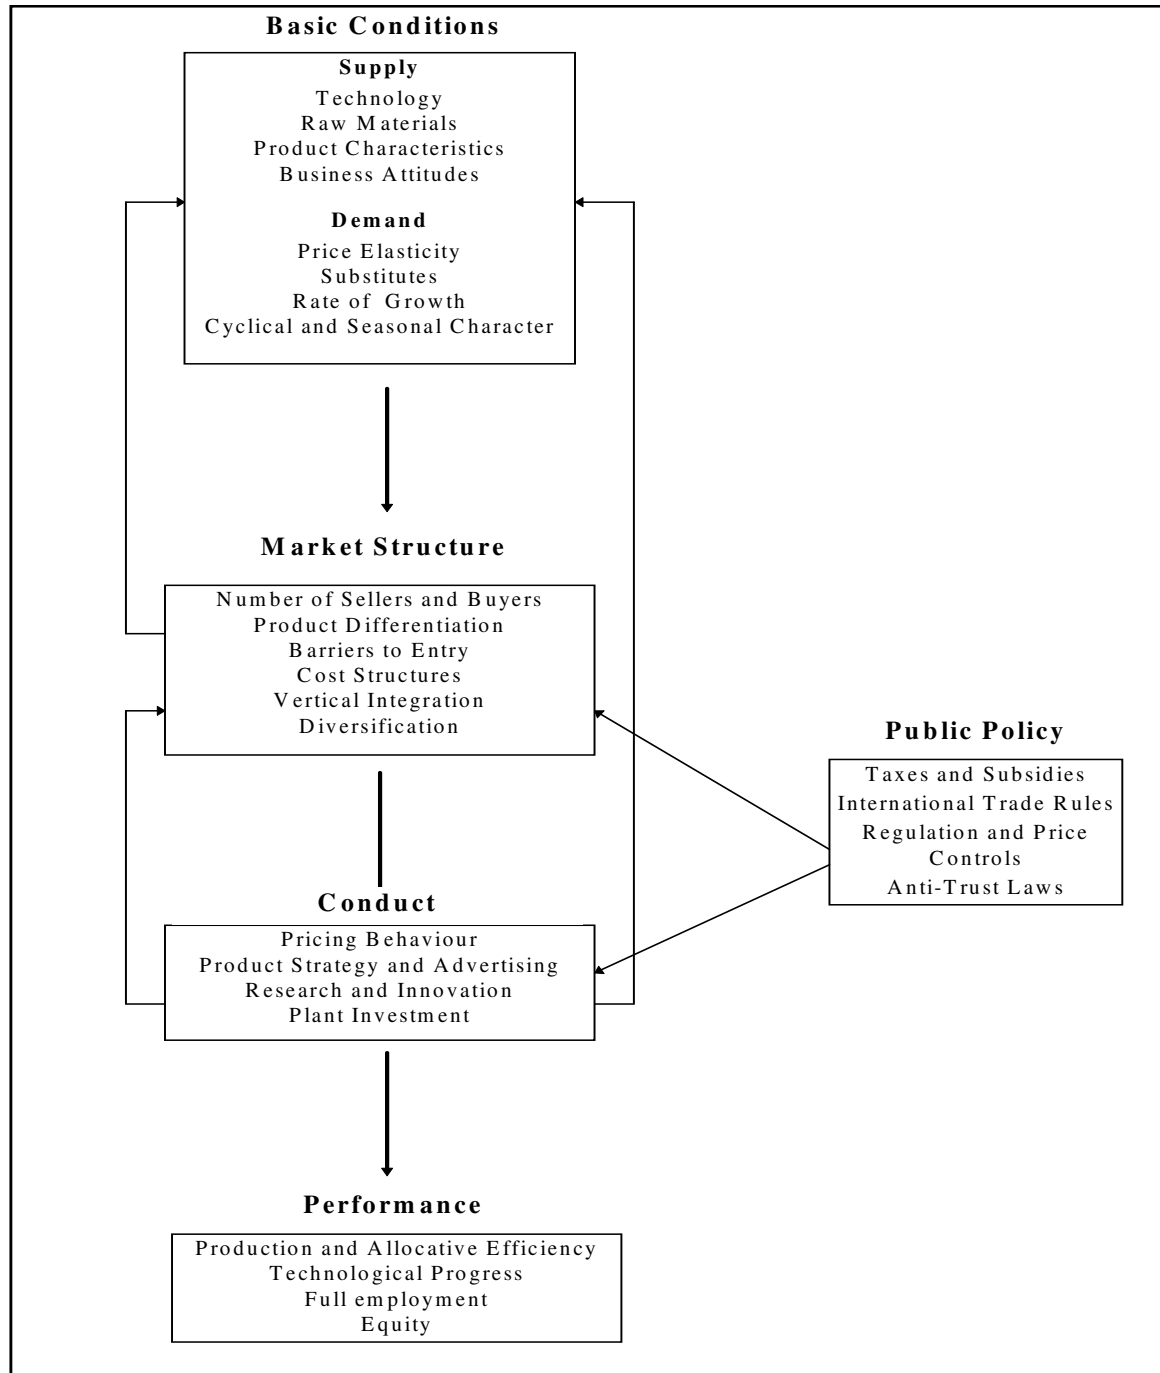 Basic Conditions
Supply
Technology
Raw Materials
Product Characteristics
Business Attitudes
Demand
Price Elasticity
Substitutes
Rate of Growth
Cyclical and Seasonal Character
Market Structure
Number of Sellers and Buyers
Product Differentiation
Barriers to Entry
Cost Structures
Vertical Integration
Diversification
Public Policy
Taxes and Subsidies
International Trade Rules
Regulation and Price
Controls
Anti-Trust Laws
Conduct
Pricing Behaviour
Product Strategy and Advertising
Research and Innovation
Plant Investment
Performance
Production and Allocative Efficiency
Technological Progress
Full employment
Equity